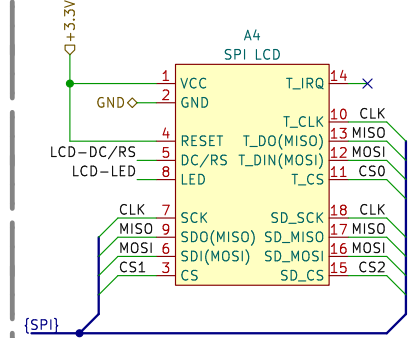 +3.3V
A4
SPI LCD
1 VCC T_IRQ 14
GND 2 GND
T_CLK 10 CLK
4 RESET T_DO(MISO) 13 MISO
LCD-DC/RS 5 DC/RS T_DIN(MOSI) 12 MOSI
LCD-LED 8 LED T_CS 11 CS0
CLK 7 SCK SD_SCK 18 CLK
MISO 9 SDO(MISO) SD_MISO 17 MISO
MOSI 6 SDI(MOSI) SD_MOSI 16 MOSI
CS1 3 CS SD_CS 15 CS2
{SPI}